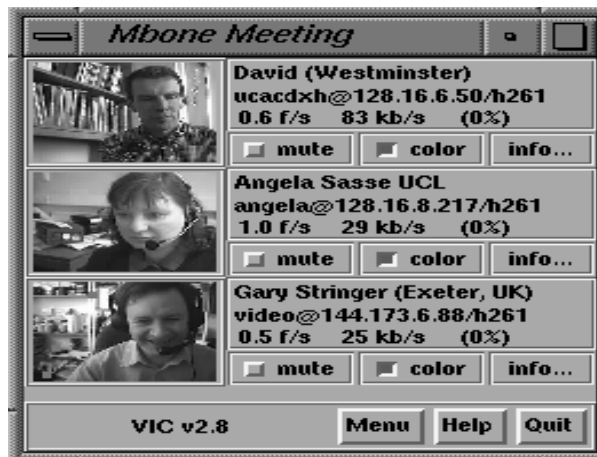 Mbone Meeting
David (Westminster)
ucacdxh@128.16.6.50/h261
0.6 f/s 83 kb/s (0%)
mute color info...
Angela Sasse UCL
angela@128.16.8.217/h261
1.0 f/s 29 kb/s (0%)
mute color info...
Gary Stringer (Exeter, UK)
video@144.173.6.88/h261
0.5 f/s 25 kb/s (0%)
mute color info...
VIC v2.8 Menu Help Quit